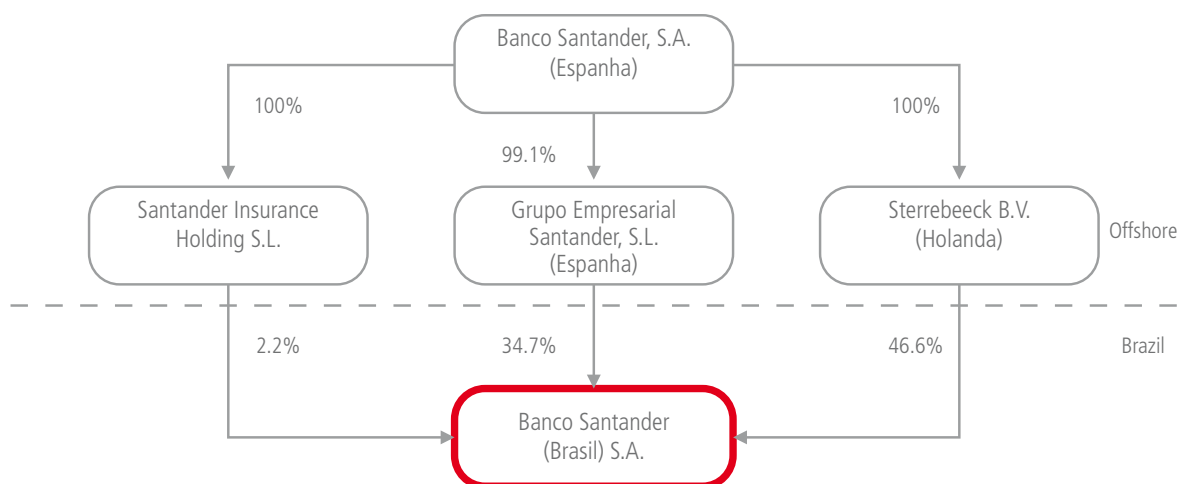 Banco Santander, S.A.
(Espanha)
100%
100%
99.1%
Santander Insurance
Holding S.L.
Grupo Empresarial
Santander, S.L.
(Espanha)
Sterrebeeck B.V.
(Holanda)
Offshore
2.2%
34.7%
46.6%
Brazil
Banco Santander
(Brasil) S.A.